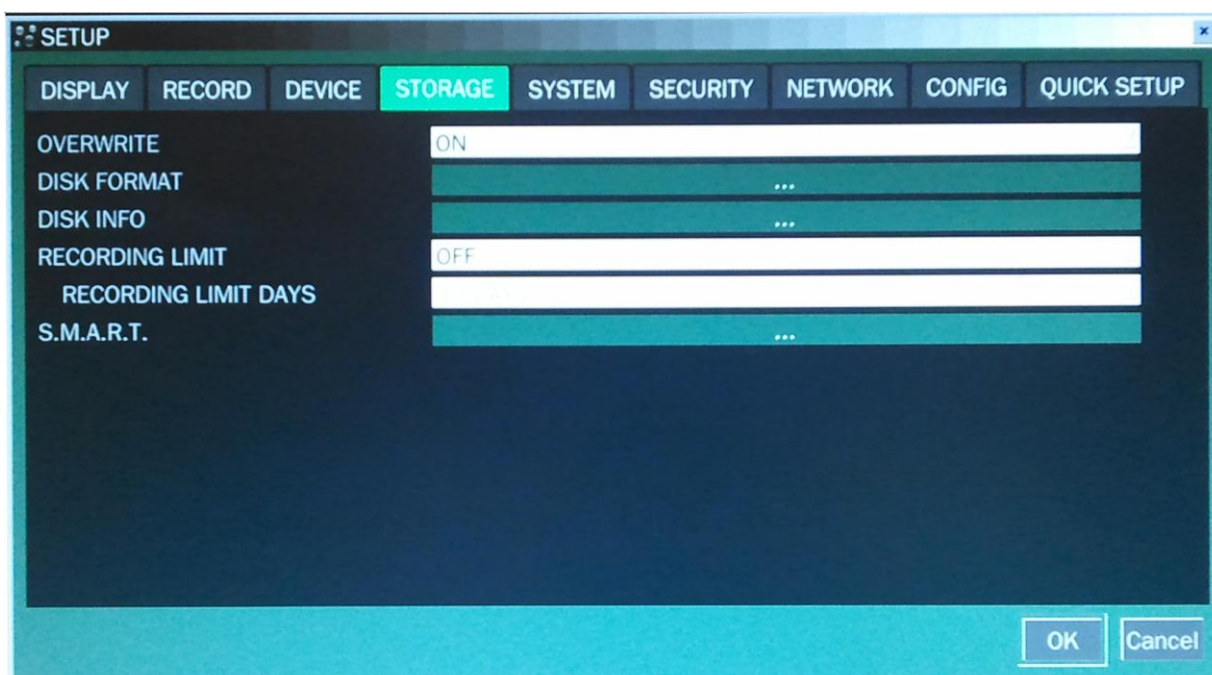 SETUP
DISPLAY RECORD DEVICE STORAGE SYSTEM SECURITY NETWORK CONFIG QUICK SETUP
OVERWRITE ON
DISK FORMAT ...
DISK INFO ...
RECORDING LIMIT OFF
RECORDING LIMIT DAYS
S.M.A.R.T. ...
OK Cancel